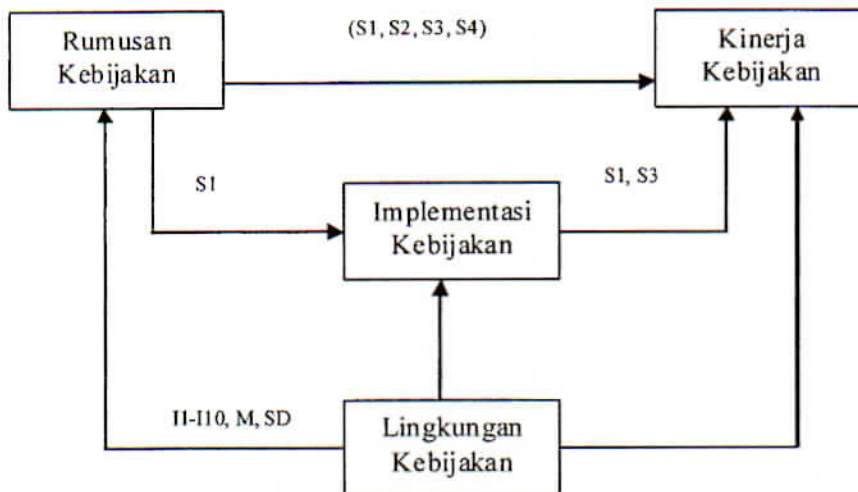 Rumusan
Kebijakan
(S1, S2, S3, S4)
Kinerja
Kebijakan
S1
Implementasi
Kebijakan
S1, S3
I1-I10, M, SD
Lingkungan
Kebijakan